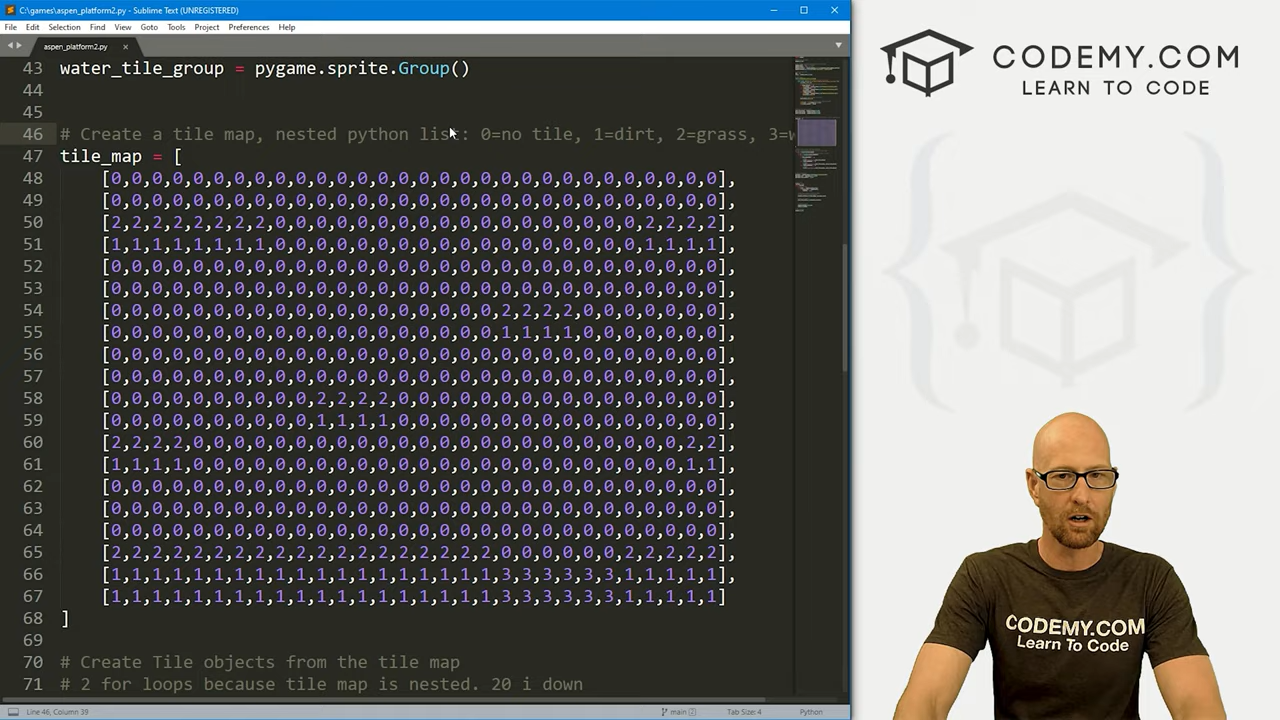 C:\games\aspen_platform2.py - Sublime Text (UNREGISTERED)
File Edit Selection Find View Goto Tools Project Preferences Help
aspen_platform2.py
43 water_tile_group = pygame.sprite.Group()
44
45
46 # Create a tile map, nested python list: 0=no tile, 1=dirt, 2=grass, 3=w
47 tile_map = [
48 0,0,0,0,0,0,0,0,0,0,0,0,0,0,0,0,0,0,0,0,0,0,0,0,0,0,0,0,0],
49 ,0,0,0,0,0,0,0,0,0,0,0,0,0,0,0,0,0,0,0,0,0,0,0,0,0,0,0,0,0],
50 [2,2,2,2,2,2,2,2,0,0,0,0,0,0,0,0,0,0,0,0,0,0,0,0,0,0,2,2,2,2],
51 [1,1,1,1,1,1,1,1,0,0,0,0,0,0,0,0,0,0,0,0,0,0,0,0,0,0,1,1,1,1],
52 [0,0,0,0,0,0,0,0,0,0,0,0,0,0,0,0,0,0,0,0,0,0,0,0,0,0,0,0,0,0],
53 [0,0,0,0,0,0,0,0,0,0,0,0,0,0,0,0,0,0,0,0,0,0,0,0,0,0,0,0,0,0],
54 [0,0,0,0,0,0,0,0,0,0,0,0,0,0,0,0,0,0,0,2,2,2,2,0,0,0,0,0,0,0],
55 [0,0,0,0,0,0,0,0,0,0,0,0,0,0,0,0,0,0,0,1,1,1,1,0,0,0,0,0,0,0],
56 [0,0,0,0,0,0,0,0,0,0,0,0,0,0,0,0,0,0,0,0,0,0,0,0,0,0,0,0,0,0],
57 [0,0,0,0,0,0,0,0,0,0,0,0,0,0,0,0,0,0,0,0,0,0,0,0,0,0,0,0,0,0],
58 [0,0,0,0,0,0,0,0,0,0,2,2,2,2,0,0,0,0,0,0,0,0,0,0,0,0,0,0,0,0],
59 [0,0,0,0,0,0,0,0,0,0,1,1,1,1,0,0,0,0,0,0,0,0,0,0,0,0,0,0,0,0],
60 [2,2,2,2,0,0,0,0,0,0,0,0,0,0,0,0,0,0,0,0,0,0,0,0,0,0,0,0,2,2],
61 [1,1,1,1,0,0,0,0,0,0,0,0,0,0,0,0,0,0,0,0,0,0,0,0,0,0,0,0,1,1],
62 [0,0,0,0,0,0,0,0,0,0,0,0,0,0,0,0,0,0,0,0,0,0,0,0,0,0,0,0,0,0],
63 [0,0,0,0,0,0,0,0,0,0,0,0,0,0,0,0,0,0,0,0,0,0,0,0,0,0,0,0,0,0],
64 [0,0,0,0,0,0,0,0,0,0,0,0,0,0,0,0,0,0,0,0,0,0,0,0,0,0,0,0,0,0],
65 [2,2,2,2,2,2,2,2,2,2,2,2,2,2,2,2,2,2,2,0,0,0,0,0,0,2,2,2,2,2],
66 [1,1,1,1,1,1,1,1,1,1,1,1,1,1,1,1,1,1,1,3,3,3,3,3,3,1,1,1,1,1],
67 [1,1,1,1,1,1,1,1,1,1,1,1,1,1,1,1,1,1,1,3,3,3,3,3,3,1,1,1,1,1]
68 ]
69
70 # Create Tile objects from the tile map
71 # 2 for loops because tile map is nested. 20 i down
Line 46, Column 39
main
Tab Size: 4
Python
CODEMY.COM
LEARN TO CODE
CODEMY.COM
Learn To Code